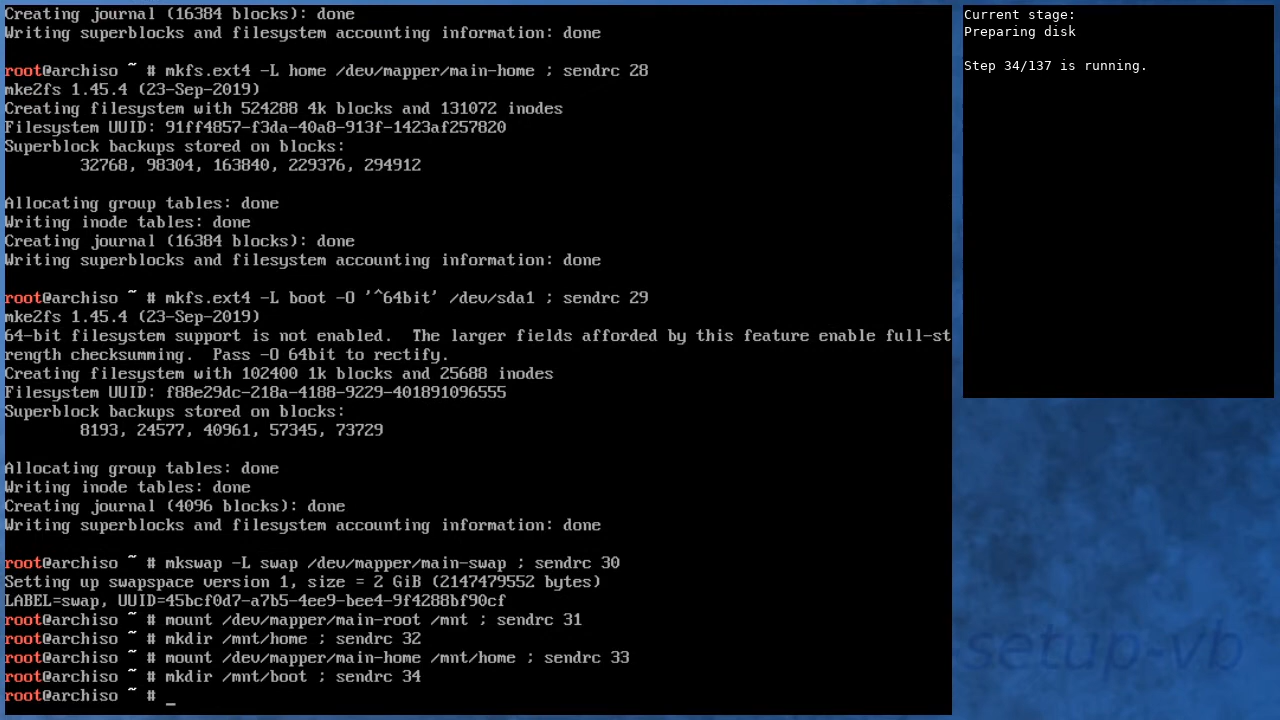 Creating journal (16384 blocks): done
Writing superblocks and filesystem accounting information: done
root@archiso ~ # mkfs.ext4 -L home /dev/mapper/main-home ; sendrc 28
mke2fs 1.45.4 (23-Sep-2019)
Creating filesystem with 524288 4k blocks and 131072 inodes
Filesystem UUID: 91ff4857-f3da-40a8-913f-1423af257820
Superblock backups stored on blocks:
        32768, 98304, 163840, 229376, 294912
Allocating group tables: done
Writing inode tables: done
Creating journal (16384 blocks): done
Writing superblocks and filesystem accounting information: done
root@archiso ~ # mkfs.ext4 -L boot -O '^64bit' /dev/sda1 ; sendrc 29
mke2fs 1.45.4 (23-Sep-2019)
64-bit filesystem support is not enabled.  The larger fields afforded by this feature enable full-st
rength checksumming.  Pass -O 64bit to rectify.
Creating filesystem with 102400 1k blocks and 25688 inodes
Filesystem UUID: f88e29dc-218a-4188-9229-401891096555
Superblock backups stored on blocks:
        8193, 24577, 40961, 57345, 73729
Allocating group tables: done
Writing inode tables: done
Creating journal (4096 blocks): done
Writing superblocks and filesystem accounting information: done
root@archiso ~ # mkswap -L swap /dev/mapper/main-swap ; sendrc 30
Setting up swapspace version 1, size = 2 GiB (2147479552 bytes)
LABEL=swap, UUID=45bcf0d7-a7b5-4ee9-bee4-9f4288bf90cf
root@archiso ~ # mount /dev/mapper/main-root /mnt ; sendrc 31
root@archiso ~ # mkdir /mnt/home ; sendrc 32
root@archiso ~ # mount /dev/mapper/main-home /mnt/home ; sendrc 33
root@archiso ~ # mkdir /mnt/boot ; sendrc 34
root@archiso ~ # _
Current stage:
Preparing disk
Step 34/137 is running.
setup-vb